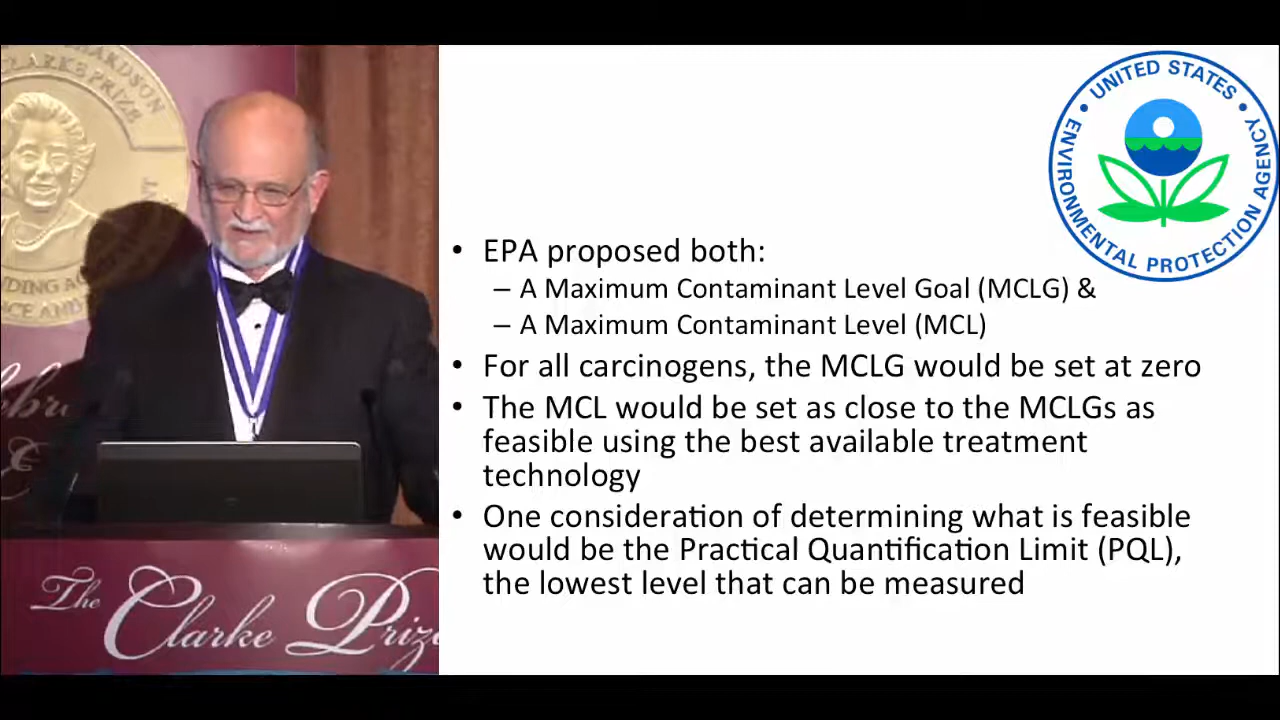 HARDSON
CLARKE PRIZE
The
Clarke Prize
UNITED STATES
ENVIRONMENTAL PROTECTION AGENCY
• EPA proposed both:
– A Maximum Contaminant Level Goal (MCLG) &
– A Maximum Contaminant Level (MCL)
• For all carcinogens, the MCLG would be set at zero
• The MCL would be set as close to the MCLGs as
feasible using the best available treatment
technology
• One consideration of determining what is feasible
would be the Practical Quantification Limit (PQL),
the lowest level that can be measured